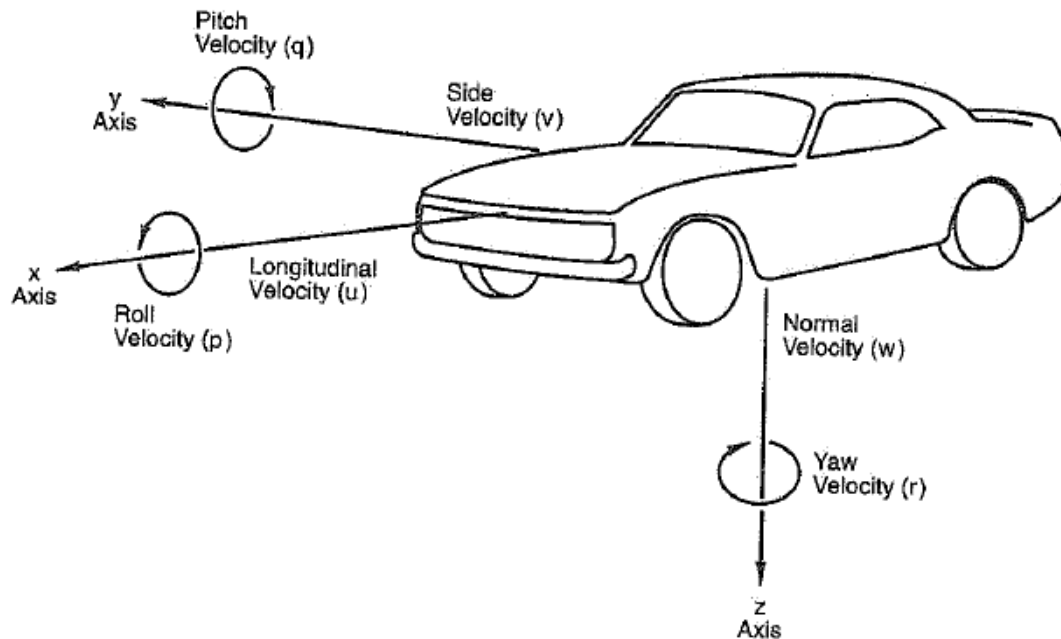 Pitch
Velocity (q)
y
Axis
Side
Velocity (v)
x
Axis
Longitudinal
Velocity (u)
Roll
Velocity (p)
Normal
Velocity (w)
Yaw
Velocity (r)
z
Axis